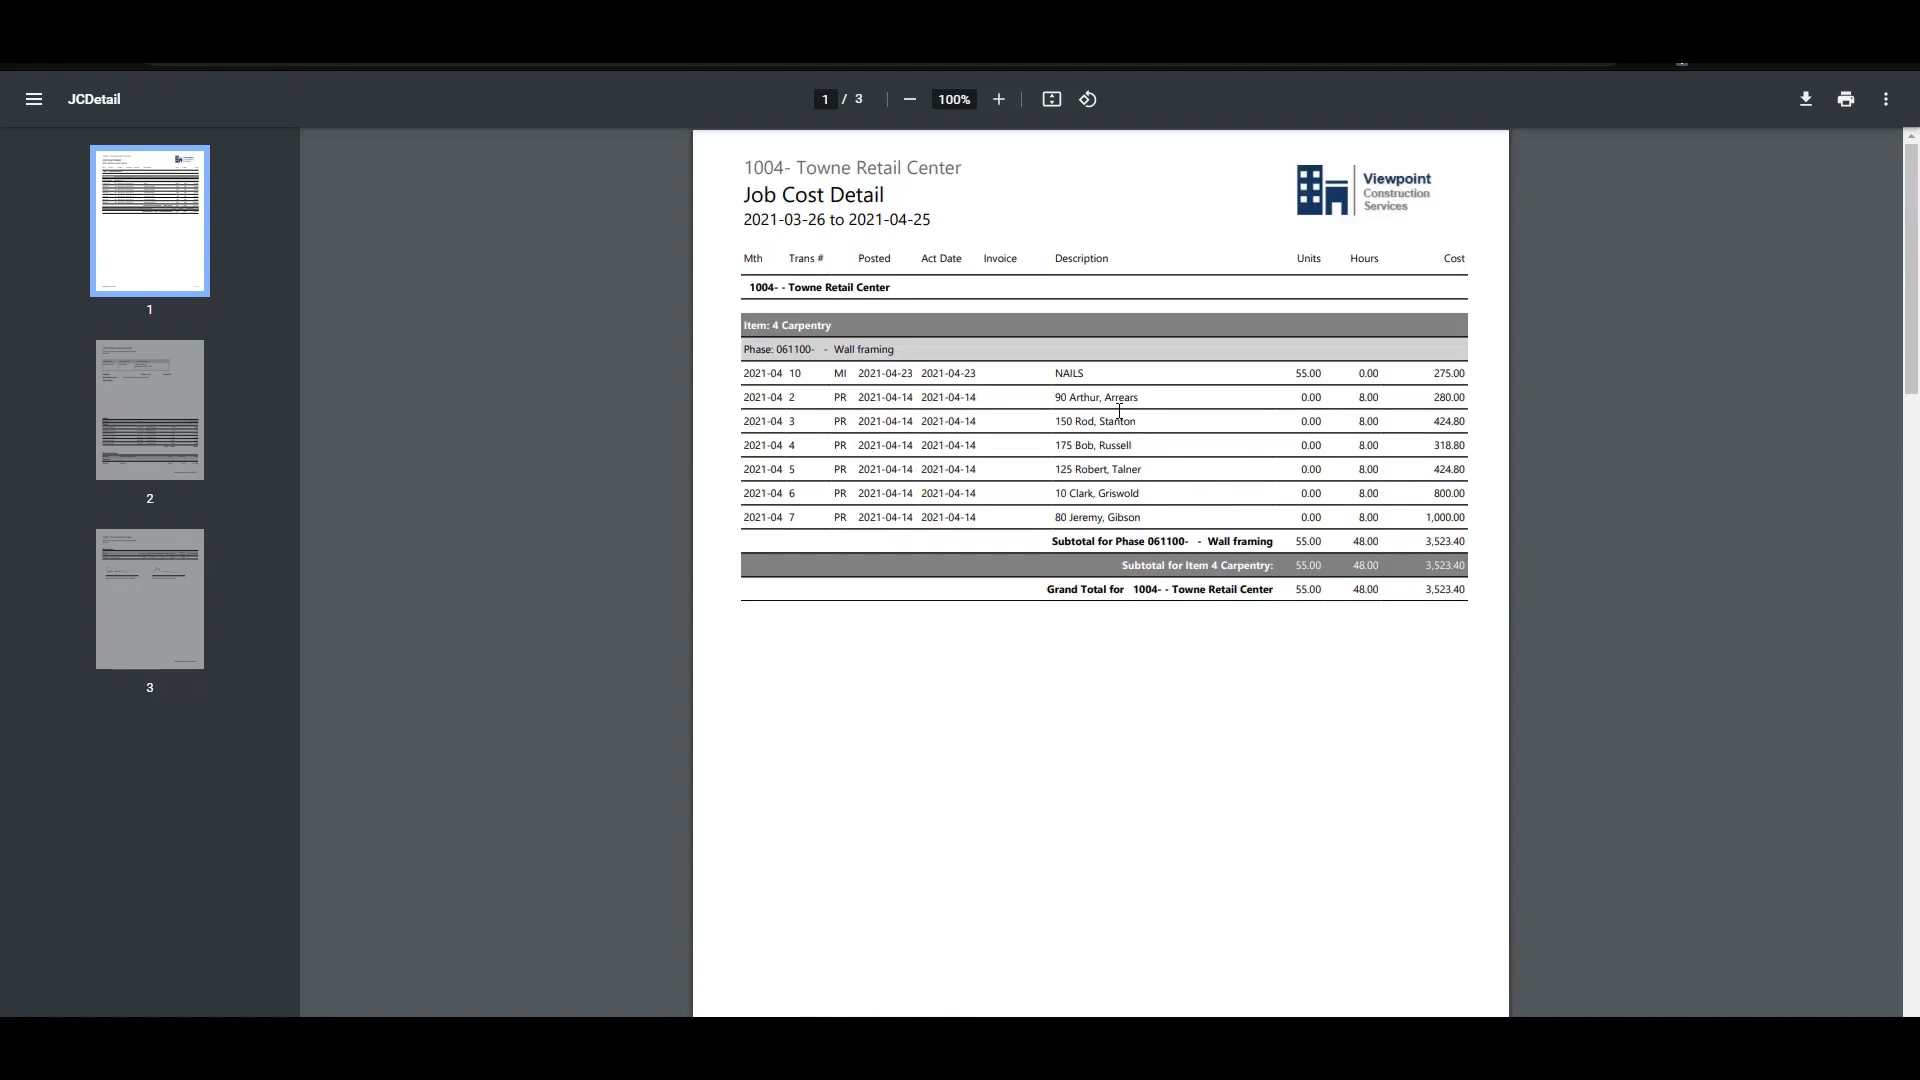 JCDetail
1 / 3
100%
1004- Towne Retail Center
Job Cost Detail
2021-03-26 to 2021-04-25
Viewpoint
Construction
Services
Mth Trans # Posted Act Date Invoice Description Units Hours Cost
1004- - Towne Retail Center
Item: 4 Carpentry
Phase: 061100- - Wall framing
2021-04 10 MI 2021-04-23 2021-04-23 NAILS 55.00 0.00 275.00
2021-04 2 PR 2021-04-14 2021-04-14 90 Arthur, Arrears 0.00 8.00 280.00
2021-04 3 PR 2021-04-14 2021-04-14 150 Rod, Stanton 0.00 8.00 424.80
2021-04 4 PR 2021-04-14 2021-04-14 175 Bob, Russell 0.00 8.00 318.80
2021-04 5 PR 2021-04-14 2021-04-14 125 Robert, Talner 0.00 8.00 424.80
2021-04 6 PR 2021-04-14 2021-04-14 10 Clark, Griswold 0.00 8.00 800.00
2021-04 7 PR 2021-04-14 2021-04-14 80 Jeremy, Gibson 0.00 8.00 1,000.00
Subtotal for Phase 061100- - Wall framing 55.00 48.00 3,523.40
Subtotal for Item 4 Carpentry: 55.00 48.00 3,523.40
Grand Total for 1004- - Towne Retail Center 55.00 48.00 3,523.40
1
2
3